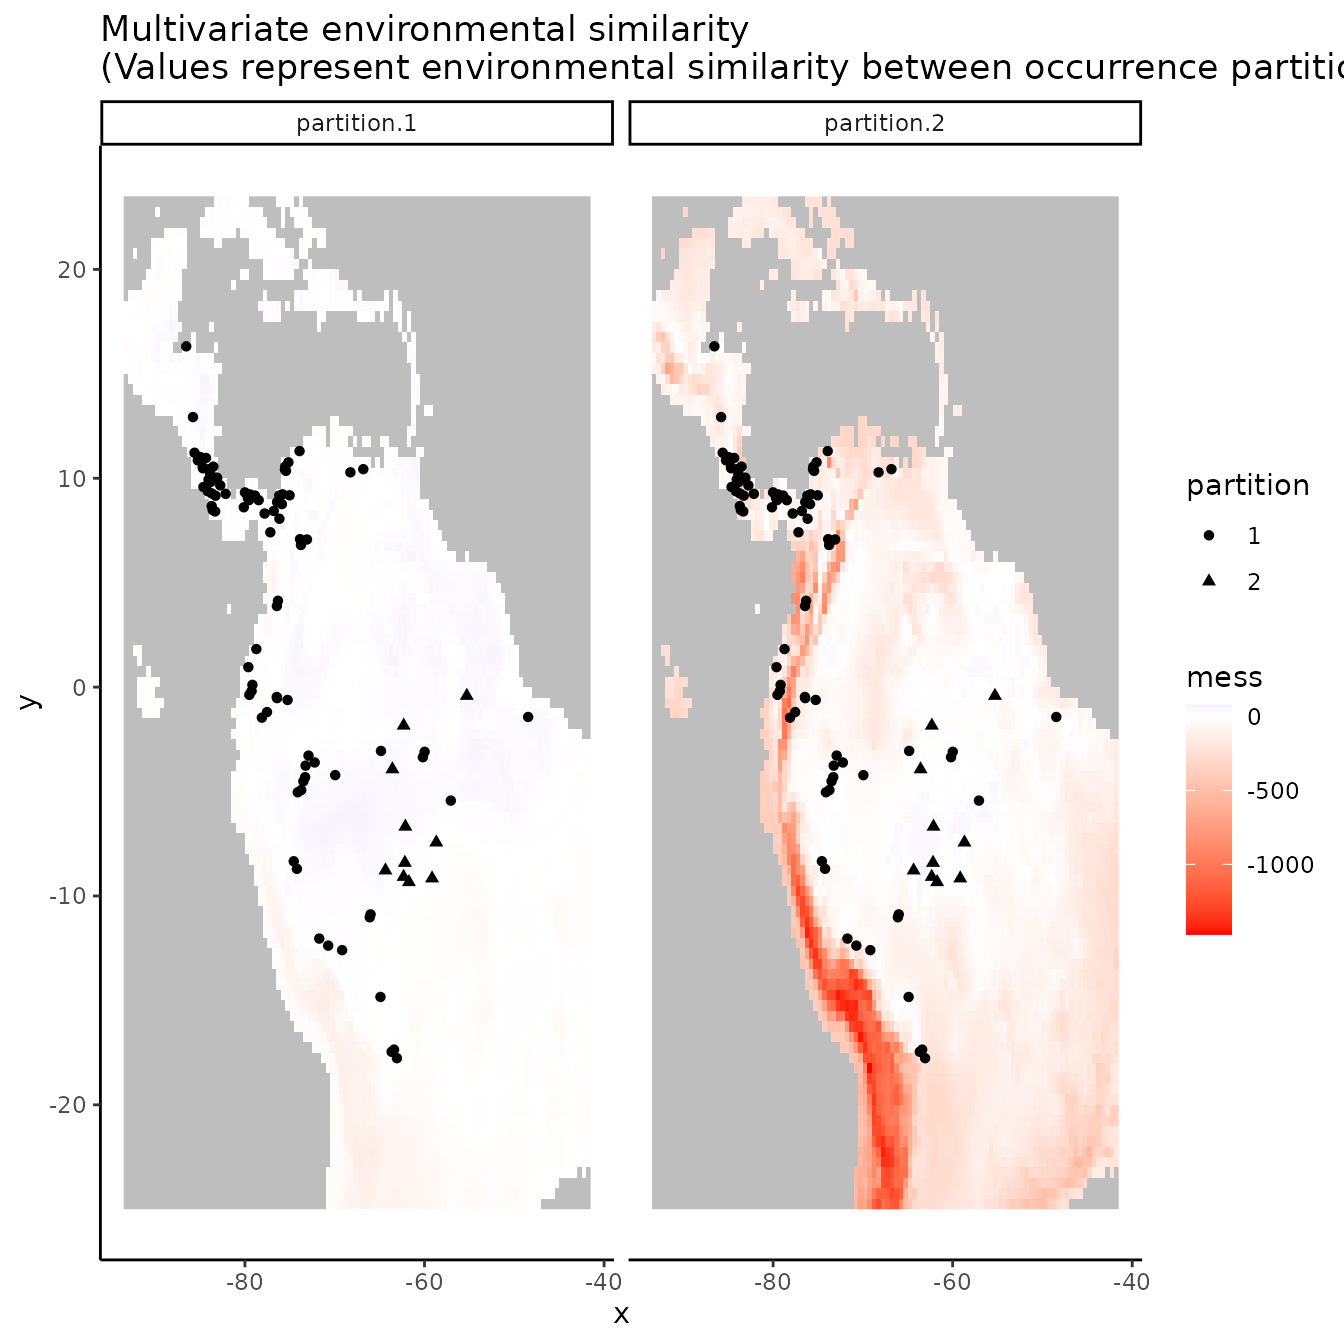 Multivariate environmental similarity
(Values represent environmental similarity between occurrence
partition.1
partition.2
20
10
0
-10
-20
y
-80
-60
-40
-80
-60
-40
x
partition
1
2
mess
0
-500
-1000